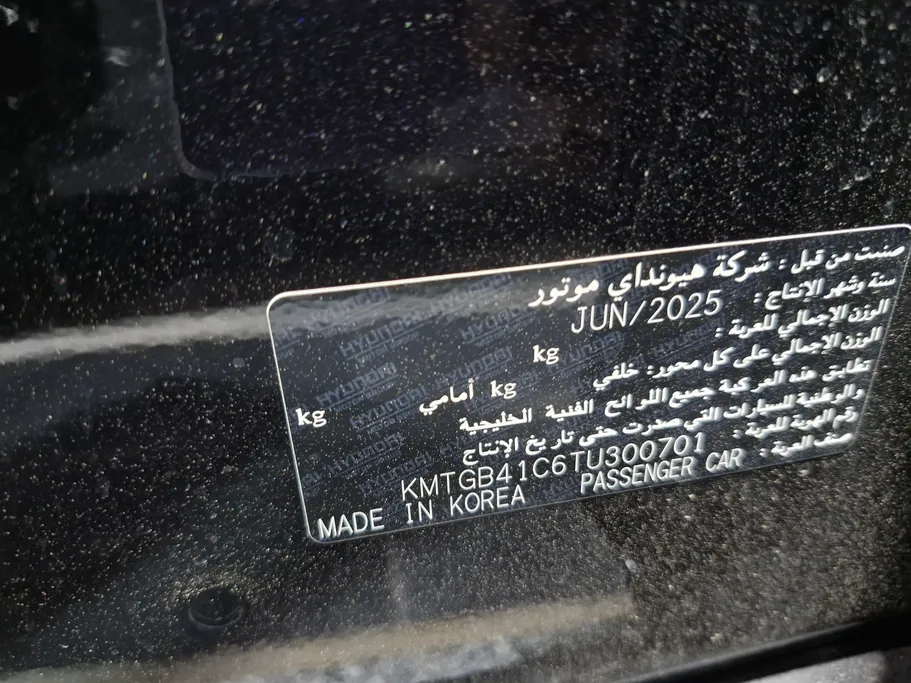 صنعت من قبل : شركة هيونداي موتور
سنة وشهر الإنتاج : JUN/2025
الوزن الإجمالي للعربة : kg
الوزن الإجمالي على كل محور: خلفي kg أمامي kg
تطابق هذه العركبة جميع اللوائح الفنية الخليجية
والوطنية للسيارات التي صدرت حتى تاريخ الإنتاج
رقم الهوية للعربة : KMTGB41C6TU300701
صنف العربة : PASSENGER CAR
MADE IN KOREA
HYUNDAI